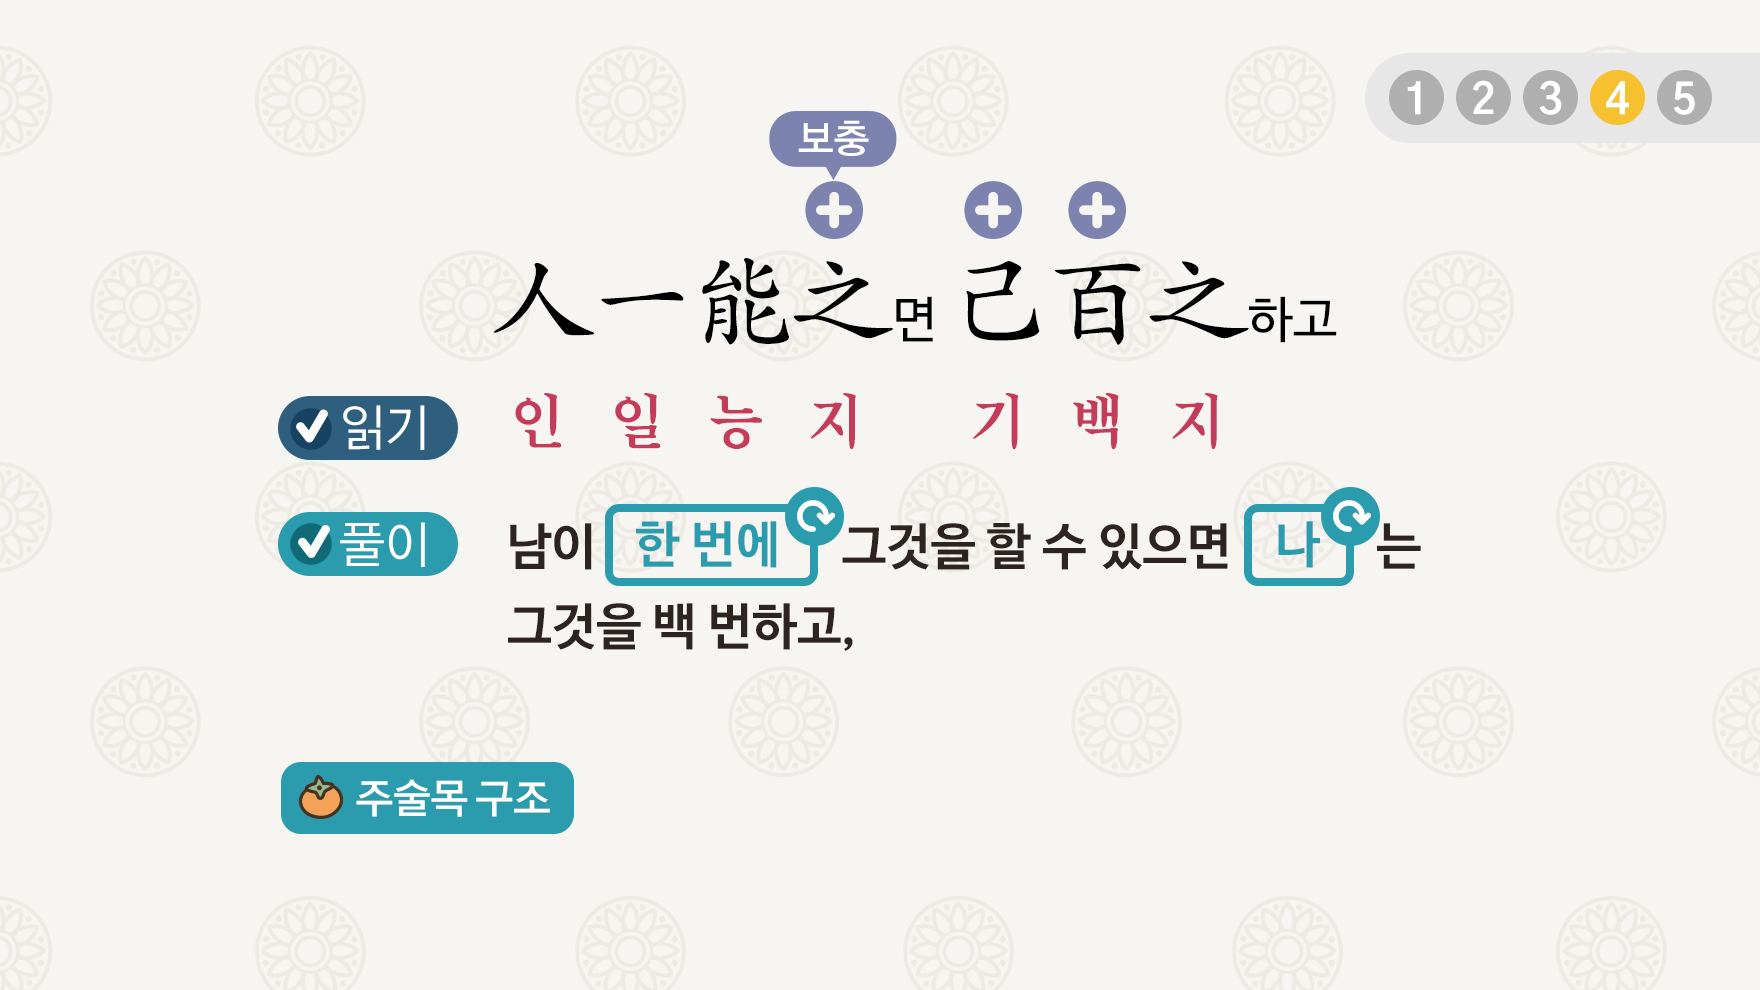 1 2 3 4 5
보충
人一能之면 己百之하고
읽기 인 일 능 지 기 백 지
풀이 남이 한 번에 그것을 할 수 있으면 나 는
그것을 백 번하고,
주술목 구조